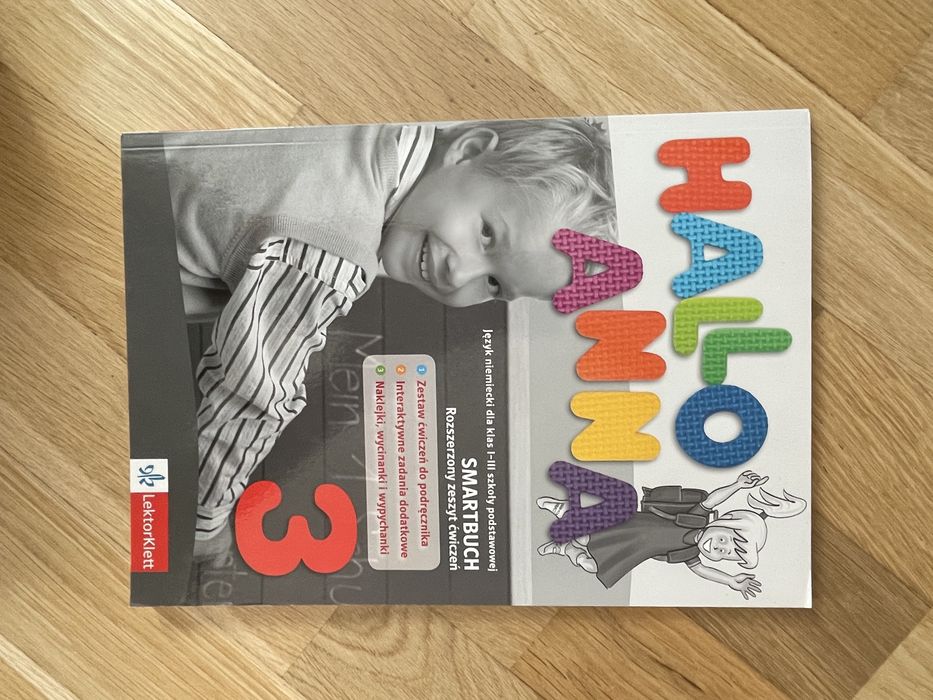 HALLO
ANNA
Język niemiecki dla klas I–III szkoły podstawowej
SMARTBUCH
Rozszerzony zeszyt ćwiczeń
1 Zestaw ćwiczeń do podręcznika
2 Interaktywne zadania dodatkowe
3 Naklejki, wycinanki i wypychanki
Mein
3
LektorKlett